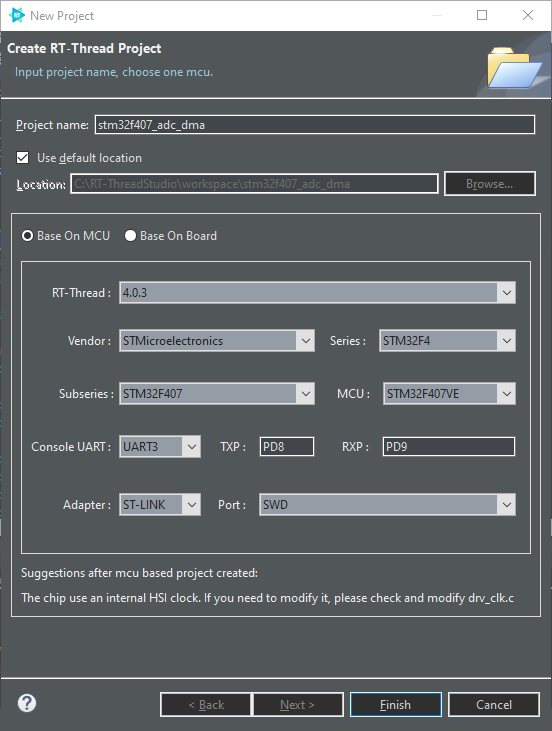 New Project
Create RT-Thread Project
Input project name, choose one mcu.
Project name: stm32f407_adc_dma
Use default location
Location: C:\RT-ThreadStudio\workspace\stm32f407_adc_dma Browse...
Base On MCU Base On Board
RT-Thread : 4.0.3
Vendor : STMicroelectronics Series : STM32F4
Subseries : STM32F407 MCU : STM32F407VE
Console UART : UART3 TXP : PD8 RXP : PD9
Adapter : ST-LINK Port : SWD
Suggestions after mcu based project created:
The chip use an internal HSI clock. If you need to modify it, please check and modify drv_clk.c
? < Back Next > Finish Cancel